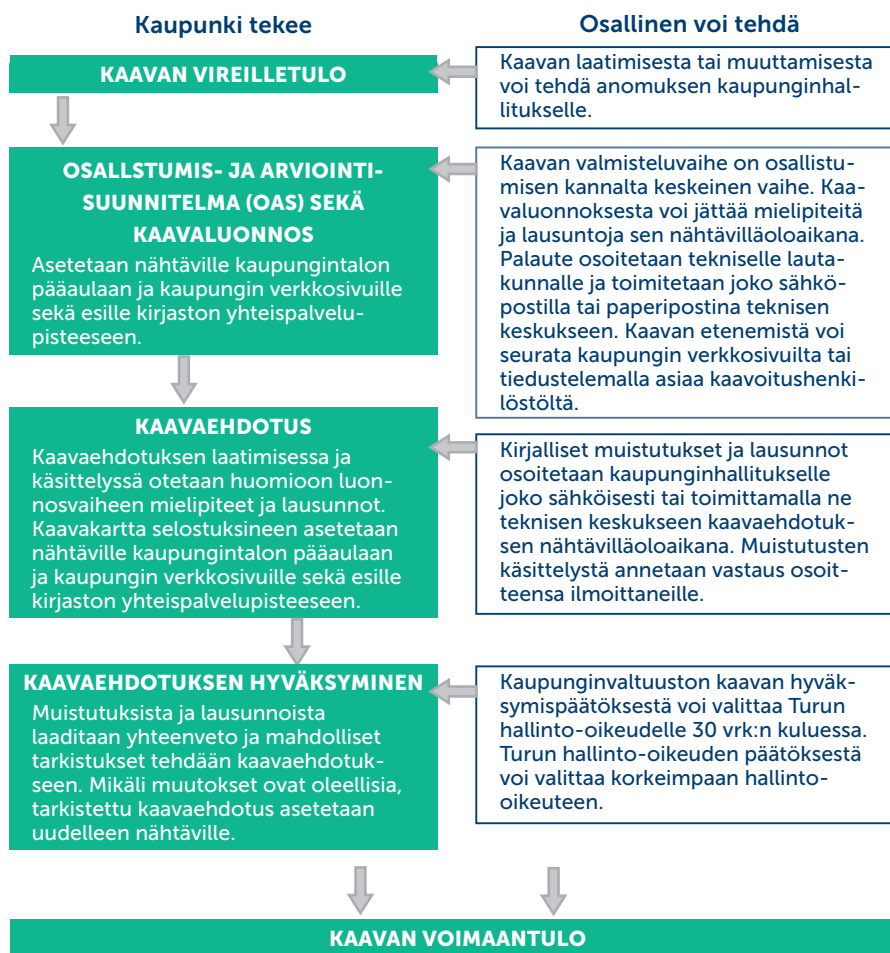 Kaupunki tekee
Osallinen voi tehdä
KAAVAN VIREILLETULO
Kaavan laatimisesta tai muuttamisesta
voi tehdä anomuksen kaupunginhal-
litukselle.
OSALLSTUMIS- JA ARVIOINTI-
SUUNNITELMA (OAS) SEKÄ
KAAVALUONNOS
Asetetaan nähtäville kaupungintalon
pääaulaan ja kaupungin verkkosivuille
sekä esille kirjaston yhteispalvelu-
pisteeseen.
Kaavan valmisteluvaihe on osallistu-
misen kannalta keskeinen vaihe. Kaa-
valuonnoksesta voi jättää mielipiteitä
ja lausuntoja sen nähtävilläoloaikana.
Palaute osoitetaan tekniselle lauta-
kunnalle ja toimitetaan joko sähkö-
postilla tai paperipostina teknisen
keskukseen. Kaavan etenemistä voi
seurata kaupungin verkkosivuilta tai
tiedustelemalla asiaa kaavoitushenki-
löstöltä.
KAAVAEHDOTUS
Kaavaehdotuksen laatimisessa ja
käsittelyssä otetaan huomioon luon-
nosvaiheen mielipiteet ja lausunnot.
Kaavakartta selostuksineen asetetaan
nähtäville kaupungintalon pääaulaan
ja kaupungin verkkosivuille sekä esille
kirjaston yhteispalvelupisteeseen.
Kirjalliset muistutukset ja lausunnot
osoitetaan kaupunginhallitukselle
joko sähköisesti tai toimittamalla ne
teknisen keskukseen kaavaehdotuk-
sen nähtävilläoloaikana. Muistutusten
käsittelystä annetaan vastaus osoit-
teensa ilmoittaneille.
KAAVAEHDOTUKSEN HYVÄKSYMINEN
Muistutuksista ja lausunnoista
laaditaan yhteenveto ja mahdolliset
tarkistukset tehdään kaavaehdotuk-
seen. Mikäli muutokset ovat oleellisia,
tarkistettu kaavaehdotus asetetaan
uudelleen nähtäville.
Kaupunginvaltuuston kaavan hyväk-
symispäätöksestä voi valittaa Turun
hallinto-oikeudelle 30 vrk:n kuluessa.
Turun hallinto-oikeuden päätöksestä
voi valittaa korkeimpaan hallinto-
oikeuteen.
KAAVAN VOIMAANTULO